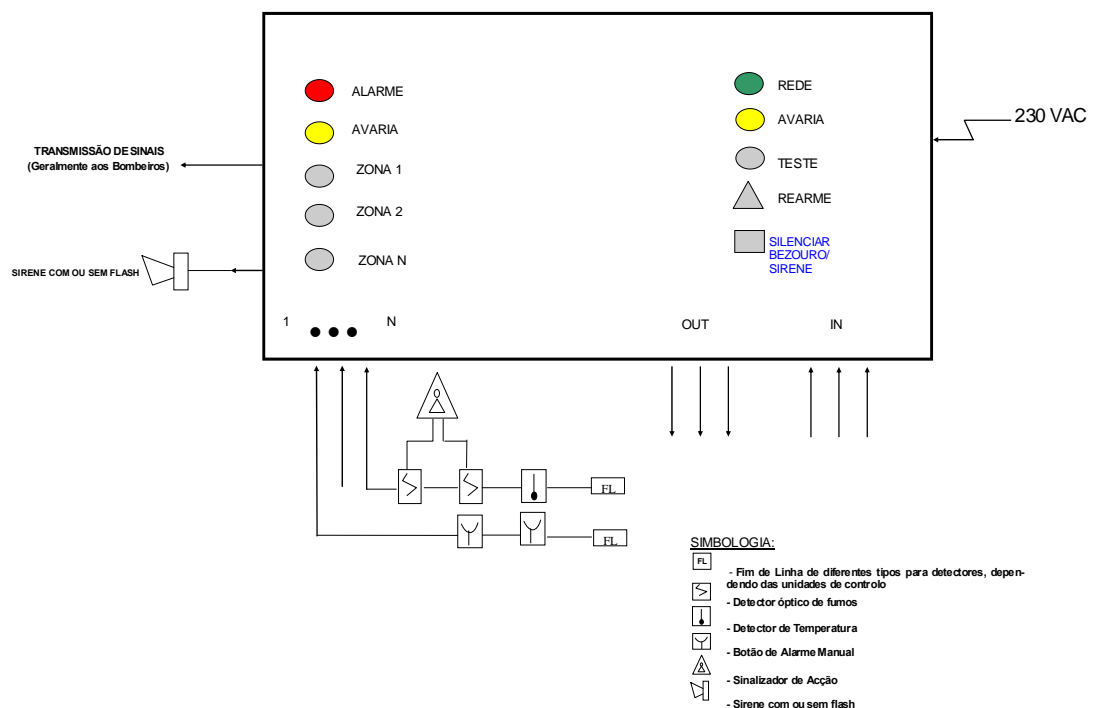 ALARME
AVARIA
ZONA 1
ZONA 2
ZONA N
REDE
AVARIA
TESTE
REARME
SILENCIAR
BEZOURO/
SIRENE
230 VAC
TRANSMISSÃO DE SINAIS
(Geralmente aos Bombeiros)
SIRENE COM OU SEM FLASH
1
N
OUT
IN
FL
FL
SIMBOLOGIA:
FL
- Fim de Linha de diferentes tipos para detectores, depen-
dendo das unidades de controlo
- Detector óptico de fumos
- Detector de Temperatura
- Botão de Alarme Manual
- Sinalizador de Acção
- Sirene com ou sem flash